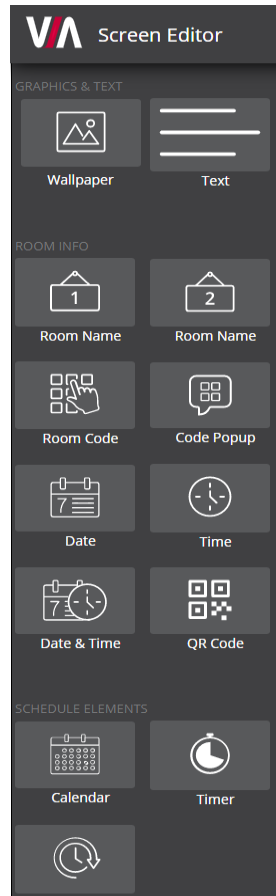 VIA Screen Editor
GRAPHICS & TEXT
Wallpaper Text
ROOM INFO
1 2
Room Name Room Name
Room Code Code Popup
7
Date Time
7
Date & Time QR Code
SCHEDULE ELEMENTS
Calendar Timer